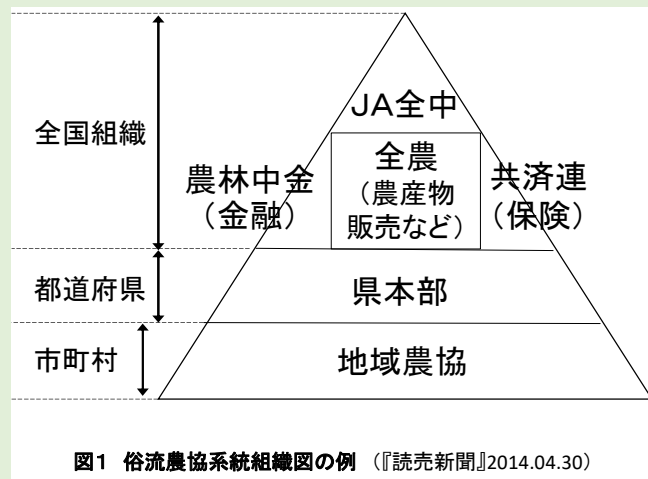 JA全中
全国組織
農林中金
(金融)
全農
(農産物
販売など)
共済連
(保険)
都道府県
県本部
市町村
地域農協
図1 俗流農協系統組織図の例 (『読売新聞』2014.04.30)